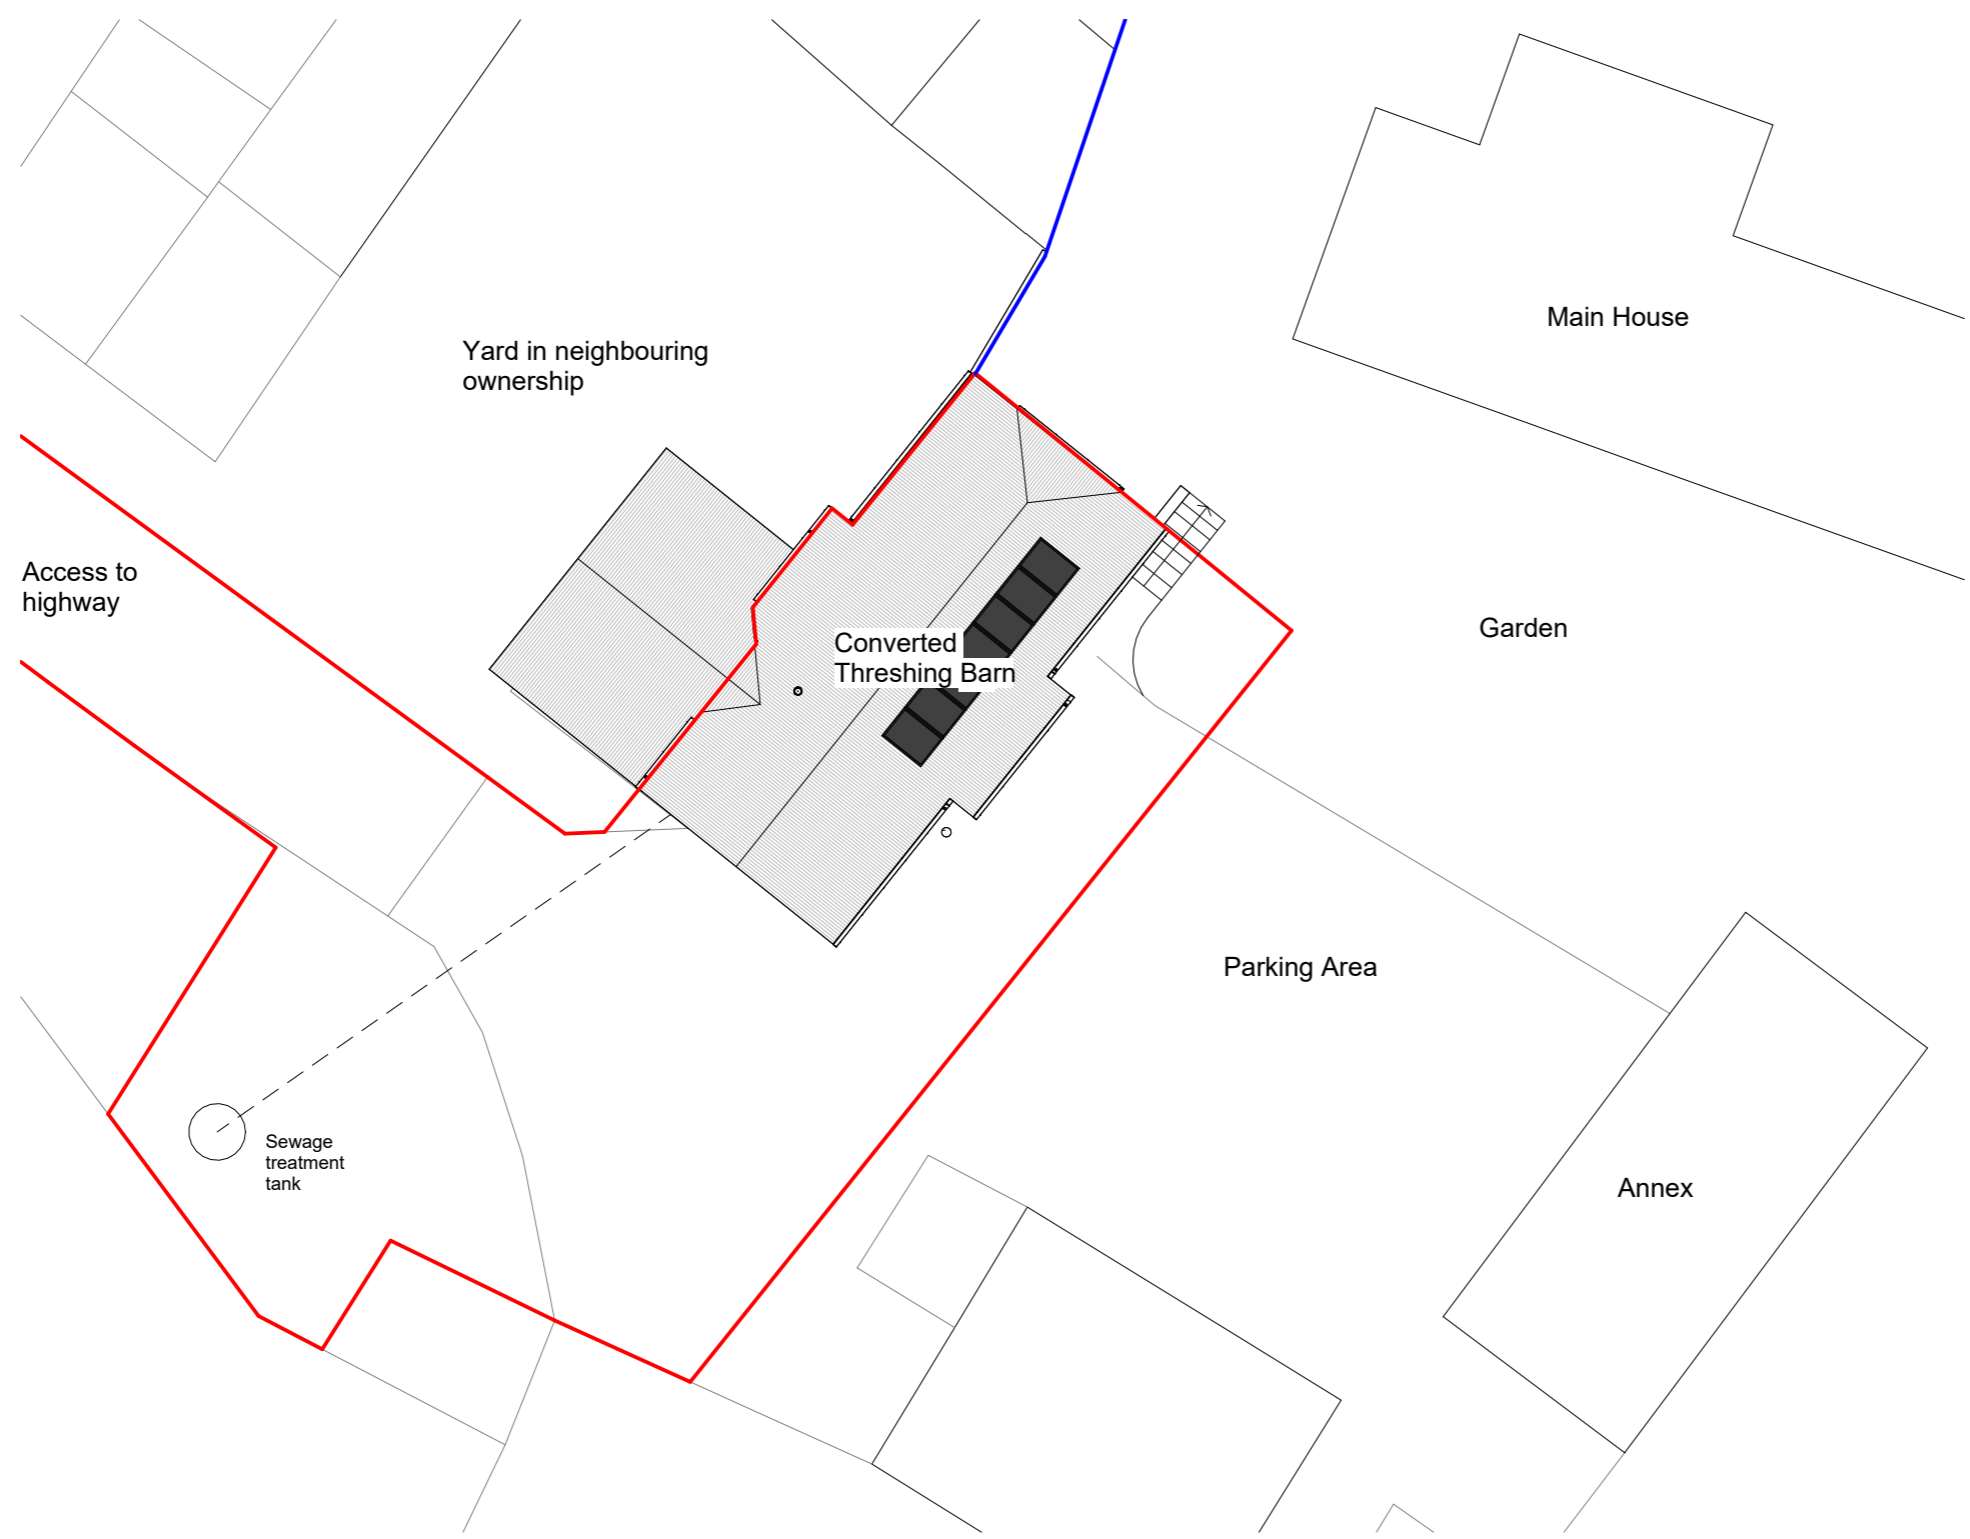 Main House
Yard in neighbouring
ownership
Access to
highway
Garden
Converted
Threshing Barn
Parking Area
Sewage
treatment
tank
Annex